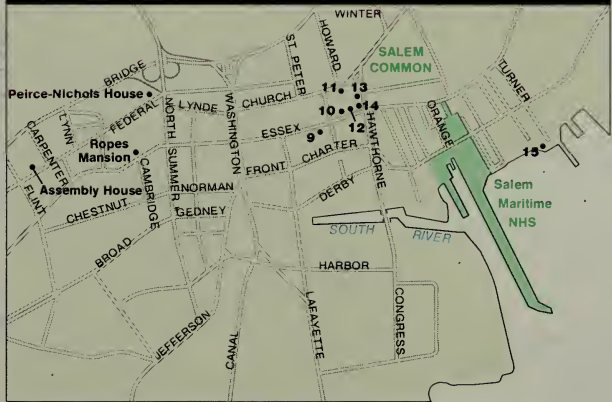 WINTER
HOWARD
ST. PETER
SALEM
COMMON
BRIDGE
TURNER
11
13
Peirce-Nichols House
CHURCH
LYNDE
FEDERAL
NORTH
WASHINGTON
10
14
ORANGE
LYNN
12
CARPENTER
Ropes
Mansion
ESSEX
9
CHARTER
HAWTHORNE
15
SUMMER
FRONT
Assembly House
CAMBRIDGE
NORMAN
DERBY
Salem
Maritime
NHS
FLINT
CHESTNUT
GEDNEY
SOUTH RIVER
BROAD
HARBOR
JEFFERSON
CANAL
LAFAYETTE
CONGRESS